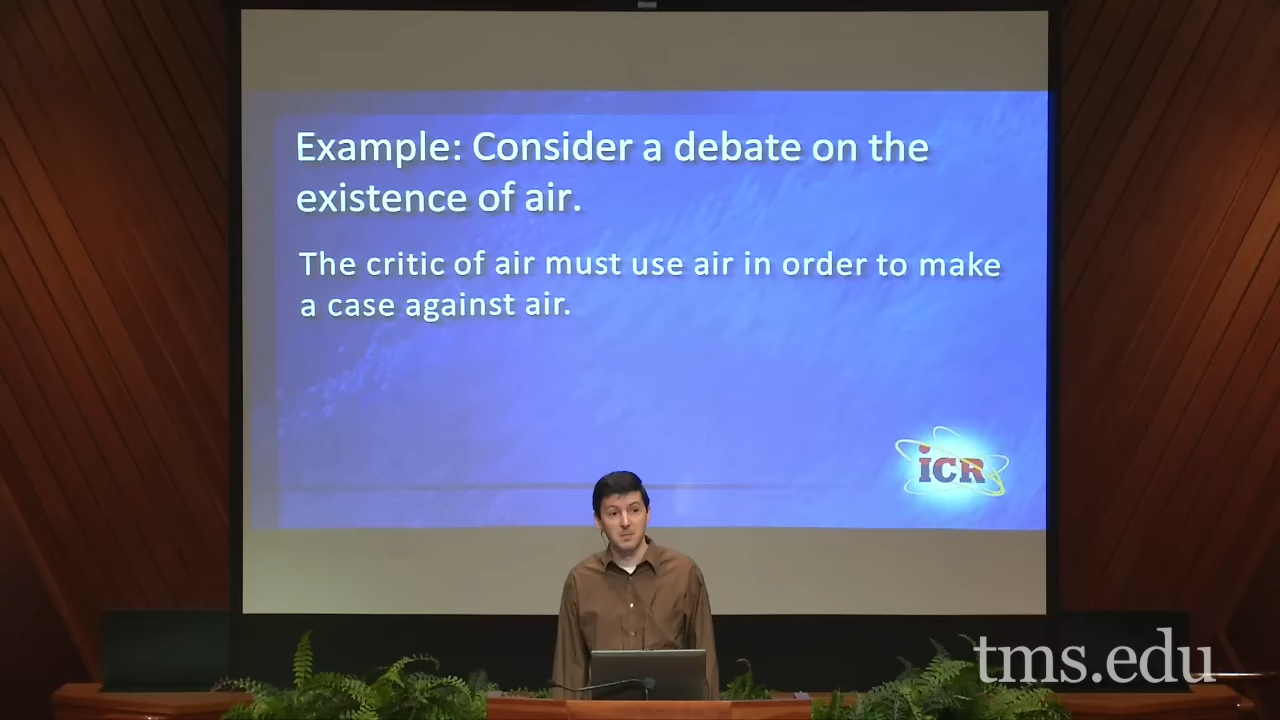 Example: Consider a debate on the
existence of air.
The critic of air must use air in order to make
a case against air.
iCR
tms.edu